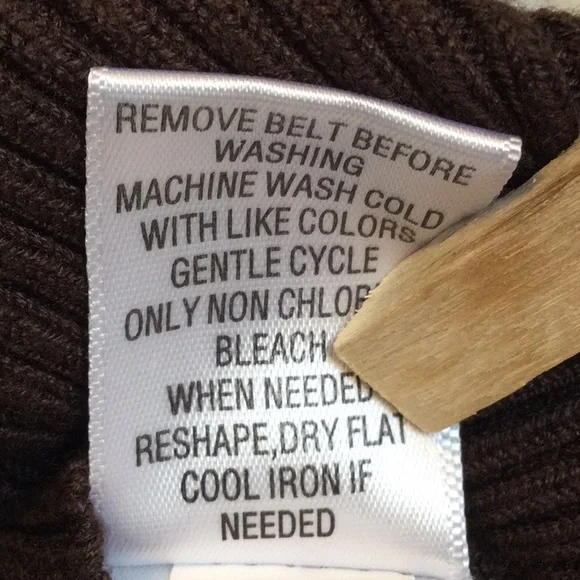 REMOVE BELT BEFORE
WASHING
MACHINE WASH COLD
WITH LIKE COLORS
GENTLE CYCLE
ONLY NON
BLEACH
WHEN NEEDED
RESHAPE,DRY FLAT
COOL IRON IF
NEEDED